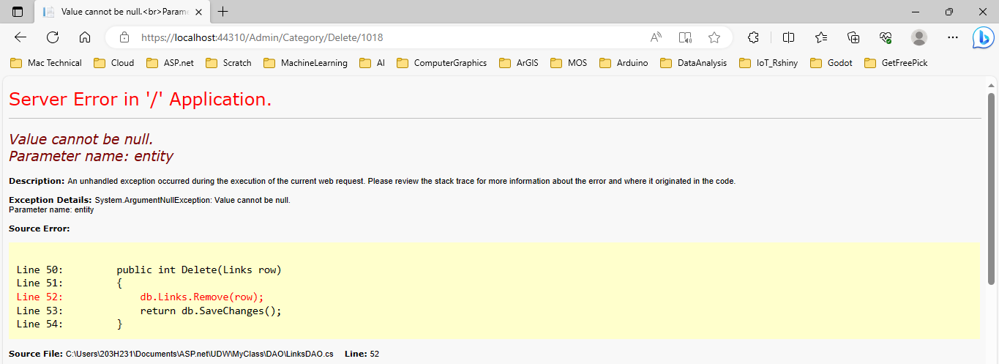 Value cannot be null.<br>Param
https://localhost:44310/Admin/Category/Delete/1018
Mac Technical Cloud ASP.net Scratch MachineLearning AI ComputerGraphics ArGIS MOS Arduino DataAnalysis IoT_Rshiny Godot GetFreePick
Server Error in '/' Application.
Value cannot be null.
Parameter name: entity
Description: An unhandled exception occurred during the execution of the current web request. Please review the stack trace for more information about the error and where it originated in the code.
Exception Details: System.ArgumentNullException: Value cannot be null.
Parameter name: entity
Source Error:
Line 50:         public int Delete(Links row)
Line 51:         {
Line 52:             db.Links.Remove(row);
Line 53:             return db.SaveChanges();
Line 54:         }
Source File: C:\Users\203H231\Documents\ASP.net\UDW\MyClass\DAO\LinksDAO.cs    Line: 52